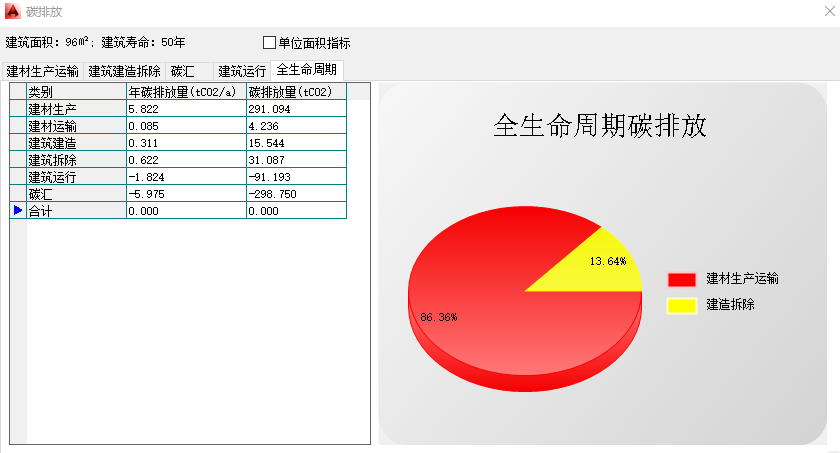 碳排放
建筑面积: 96㎡; 建筑寿命: 50年
单位面积指标
建材生产运输 建筑建造拆除 碳汇 建筑运行 全生命周期
类别 年碳排放量(tCO2/a) 碳排放量(tCO2)
建材生产 5.822 291.094
建材运输 0.085 4.236
建筑建造 0.311 15.544
建筑拆除 0.622 31.087
建筑运行 -1.824 -91.193
碳汇 -5.975 -298.750
合计 0.000 0.000
全生命周期碳排放
13.64%
86.36%
建材生产运输
建造拆除